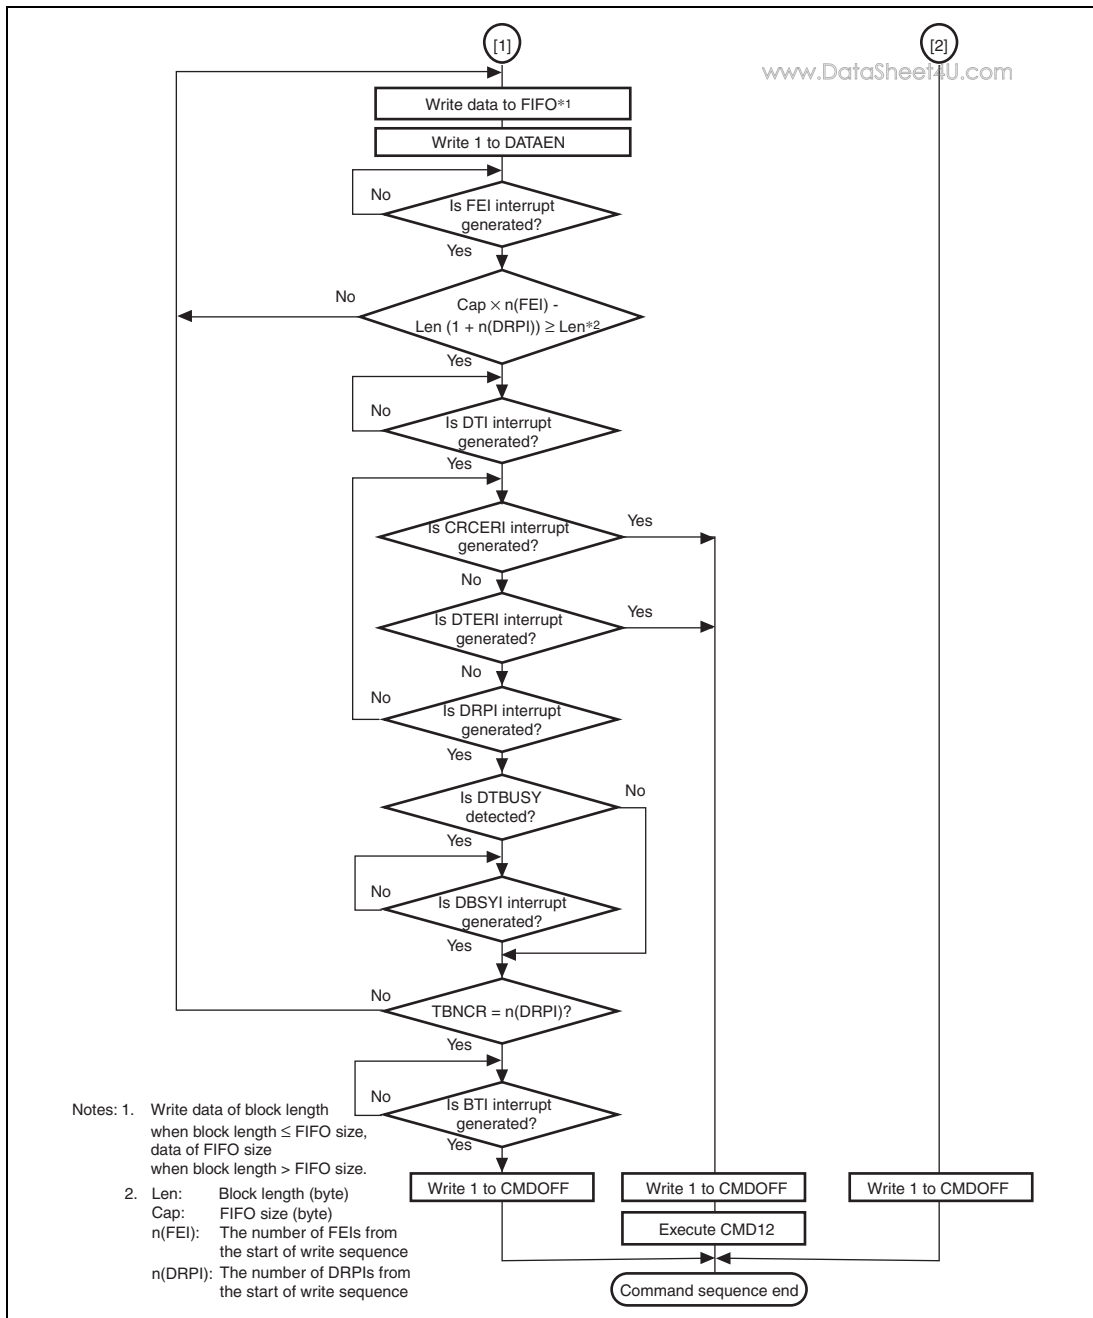 [1]
[2]
www.DataSheet4U.com
Write data to FIFO*1
Write 1 to DATAEN
No
Is FEI interrupt
generated?
Yes
No
Cap × n(FEI) -
Len (1 + n(DRPI)) ≥ Len*2
Yes
No
Is DTI interrupt
generated?
Yes
Is CRCERI interrupt
generated?
Yes
No
Is DTERI interrupt
generated?
Yes
No
No
Is DRPI interrupt
generated?
Yes
Is DTBUSY
detected?
No
Yes
No
Is DBSYI interrupt
generated?
Yes
No
TBNCR = n(DRPI)?
Yes
No
Is BTI interrupt
generated?
Yes
Notes: 1. Write data of block length
when block length ≤ FIFO size,
data of FIFO size
when block length > FIFO size.
2. Len: Block length (byte)
Cap: FIFO size (byte)
n(FEI): The number of FEIs from
the start of write sequence
n(DRPI): The number of DRPIs from
the start of write sequence
Write 1 to CMDOFF
Write 1 to CMDOFF
Write 1 to CMDOFF
Execute CMD12
Command sequence end